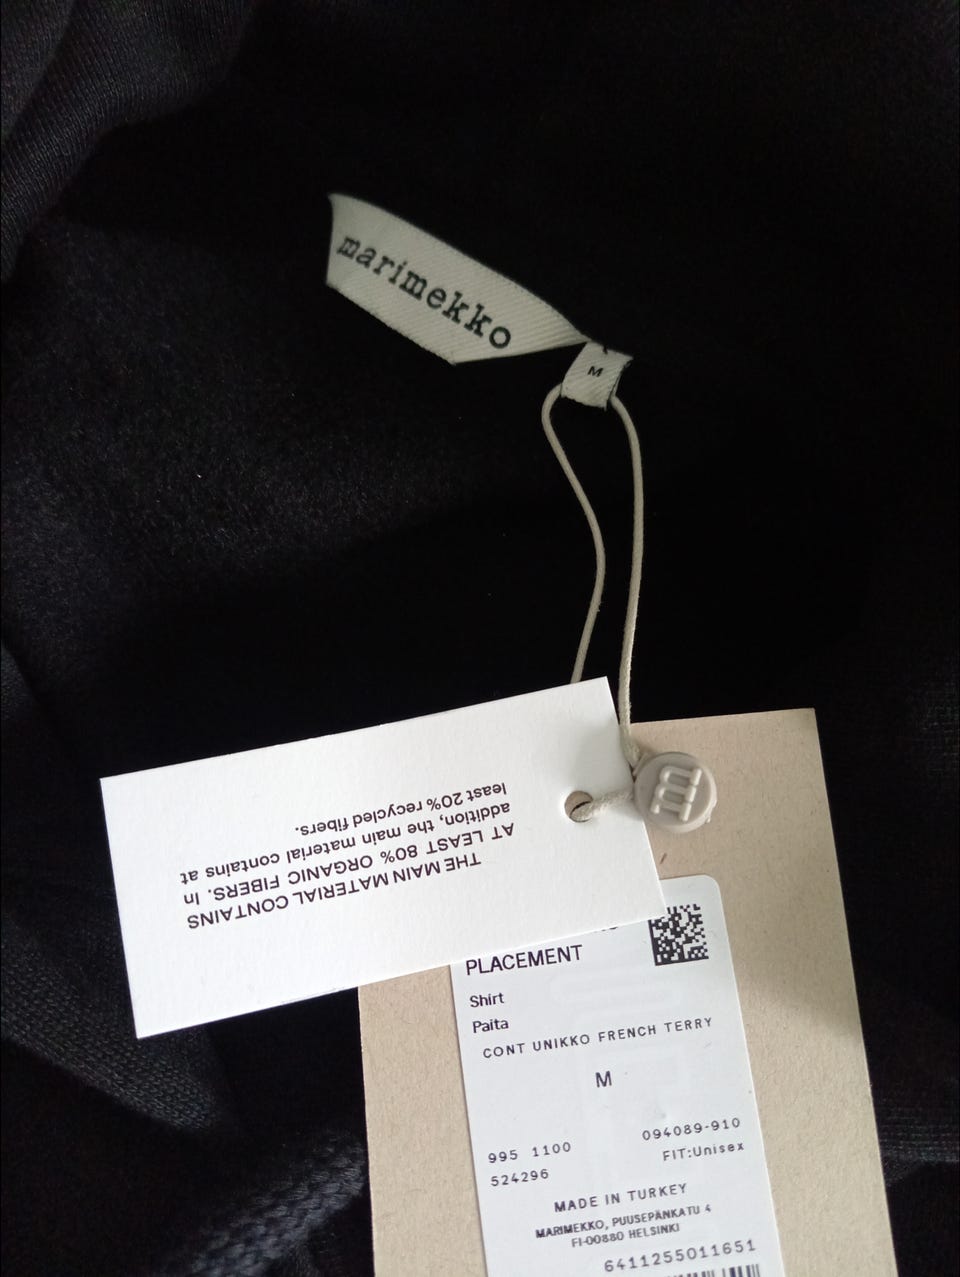 marimekko
M
THE MAIN MATERIAL CONTAINS
AT LEAST 80% ORGANIC FIBERS. In
addition, the main material contains at
least 20% recycled fibers.
PLACEMENT
Shirt
Paita
CONT UNIKKO FRENCH TERRY
M
995 1100 094089-910
524296 FIT:Unisex
MADE IN TURKEY
MARIMEKKO, PUUSEPÄNKATU 4
FI-00880 HELSINKI
6411255011651